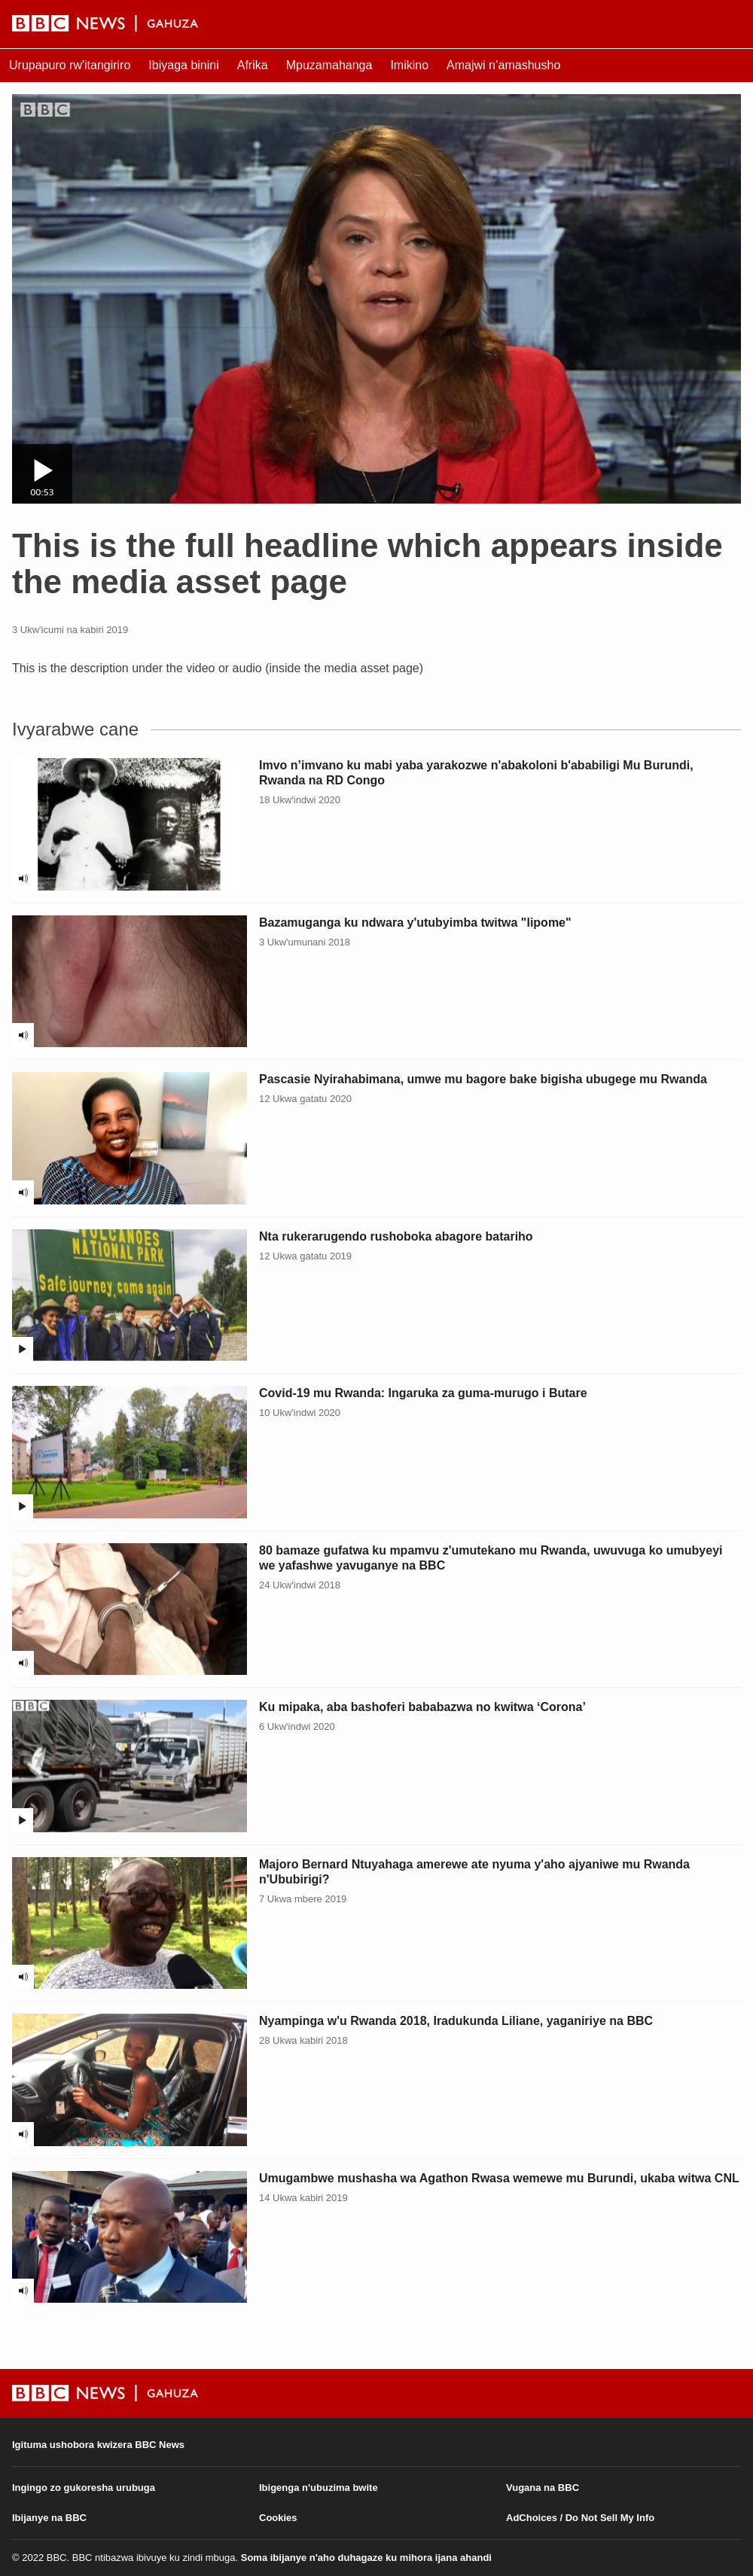 BBC NEWS | GAHUZA
Urupapuro rw'itangiriro Ibiyaga binini Afrika Mpuzamahanga Imikino Amajwi n'amashusho
BBC
00:53
This is the full headline which appears inside
the media asset page
3 Ukw'icumi na kabiri 2019
This is the description under the video or audio (inside the media asset page)
Ivyarabwe cane
Imvo n’imvano ku mabi yaba yarakozwe n'abakoloni b'ababiligi Mu Burundi,
Rwanda na RD Congo
18 Ukw'indwi 2020
Bazamuganga ku ndwara y'utubyimba twitwa "lipome"
3 Ukw'umunani 2018
Pascasie Nyirahabimana, umwe mu bagore bake bigisha ubugege mu Rwanda
12 Ukwa gatatu 2020
VOLCANOES
NATIONAL PARK
Safe journey, come again
Nta rukerarugendo rushoboka abagore batariho
12 Ukwa gatatu 2019
Covid-19 mu Rwanda: Ingaruka za guma-murugo i Butare
10 Ukw'indwi 2020
80 bamaze gufatwa ku mpamvu z'umutekano mu Rwanda, uwuvuga ko umubyeyi
we yafashwe yavuganye na BBC
24 Ukw'indwi 2018
BBC
Ku mipaka, aba bashoferi bababazwa no kwitwa ‘Corona’
6 Ukw'indwi 2020
Majoro Bernard Ntuyahaga amerewe ate nyuma y'aho ajyaniwe mu Rwanda
n'Ububirigi?
7 Ukwa mbere 2019
Nyampinga w'u Rwanda 2018, Iradukunda Liliane, yaganiriye na BBC
28 Ukwa kabiri 2018
Umugambwe mushasha wa Agathon Rwasa wemewe mu Burundi, ukaba witwa CNL
14 Ukwa kabiri 2019
BBC NEWS | GAHUZA
Igituma ushobora kwizera BBC News
Ingingo zo gukoresha urubuga Ibigenga n'ubuzima bwite Vugana na BBC
Ibijanye na BBC Cookies AdChoices / Do Not Sell My Info
© 2022 BBC. BBC ntibazwa ibivuye ku zindi mbuga. Soma ibijanye n'aho duhagaze ku mihora ijana ahandi